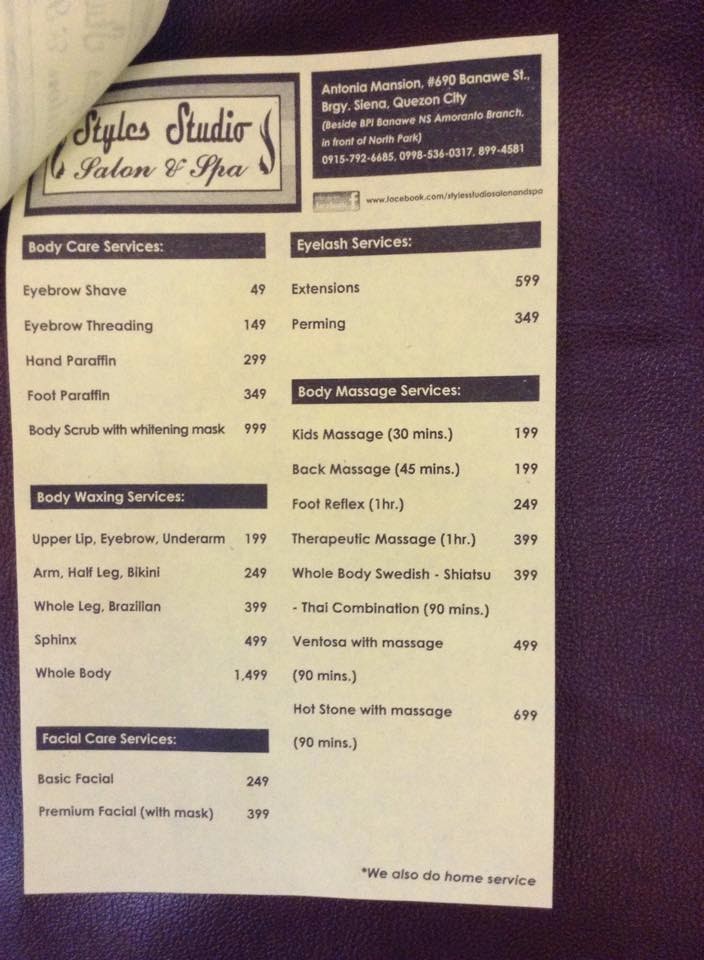 Styles Studio
Salon & Spa
Antonia Mansion, #690 Banawe St.,
Brgy. Siena, Quezon City
(Beside BPI Banawe NS Amoranto Branch,
in front of North Park)
0915-792-6685, 0998-536-0317, 899-4581
www.facebook.com/stylesstudiosalonandspa
Body Care Services:
Eyebrow Shave 49
Eyebrow Threading 149
Hand Paraffin 299
Foot Paraffin 349
Body Scrub with whitening mask 999
Body Waxing Services:
Upper Lip, Eyebrow, Underarm 199
Arm, Half Leg, Bikini 249
Whole Leg, Brazilian 399
Sphinx 499
Whole Body 1,499
Facial Care Services:
Basic Facial 249
Premium Facial (with mask) 399
Eyelash Services:
Extensions 599
Perming 349
Body Massage Services:
Kids Massage (30 mins.) 199
Back Massage (45 mins.) 199
Foot Reflex (1hr.) 249
Therapeutic Massage (1hr.) 399
Whole Body Swedish - Shiatsu 399
- Thai Combination (90 mins.)
Ventosa with massage 499
(90 mins.)
Hot Stone with massage 699
(90 mins.)
*We also do home service